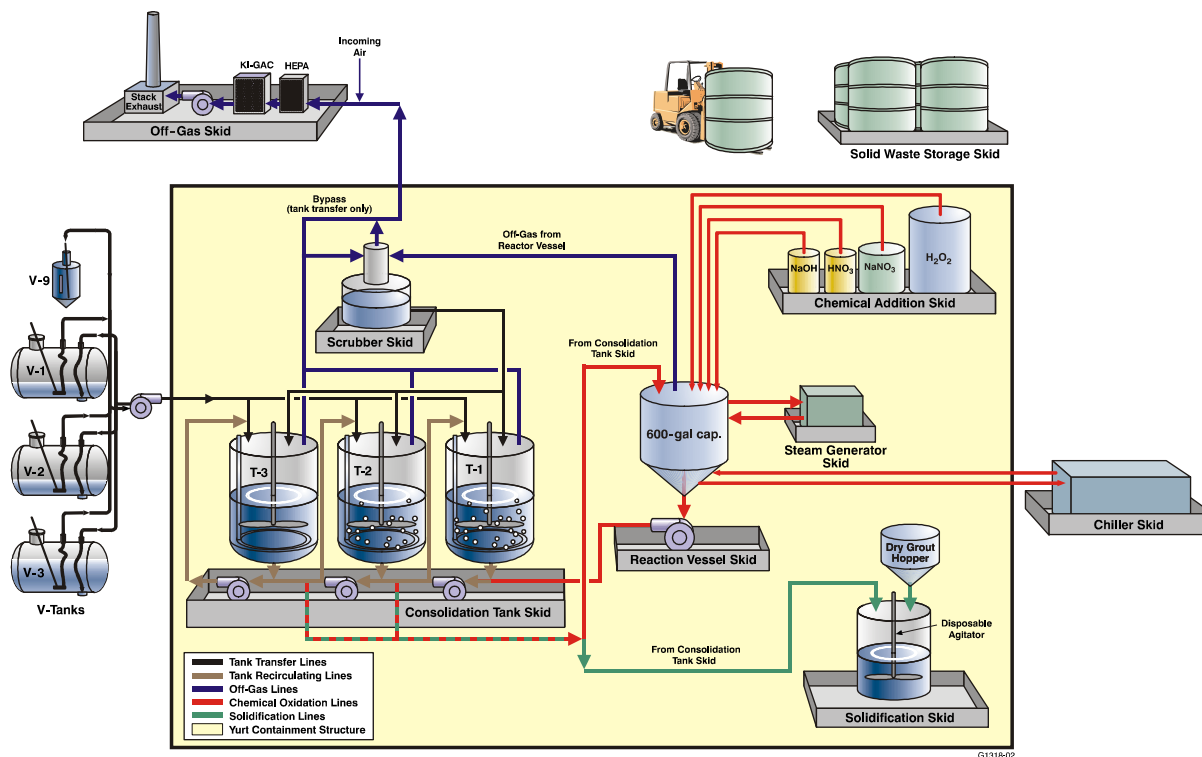 Incoming
Air
KI-GAC
HEPA
Stack
Exhaust
Off-Gas Skid
Solid Waste Storage Skid
Bypass
(tank transfer only)
Off-Gas from
Reactor Vessel
NaOH
HNO3
NaNO3
H2O2
Chemical Addition Skid
V-9
V-1
V-2
V-3
V-Tanks
Scrubber Skid
From Consolidation
Tank Skid
600-gal cap.
Steam Generator
Skid
Chiller Skid
T-3
T-2
T-1
Reaction Vessel Skid
Consolidation Tank Skid
Dry Grout
Hopper
Disposable
Agitator
From Consolidation
Tank Skid
Solidification Skid
Tank Transfer Lines
Tank Recirculating Lines
Off-Gas Lines
Chemical Oxidation Lines
Solidification Lines
Yurt Containment Structure
G1318-02